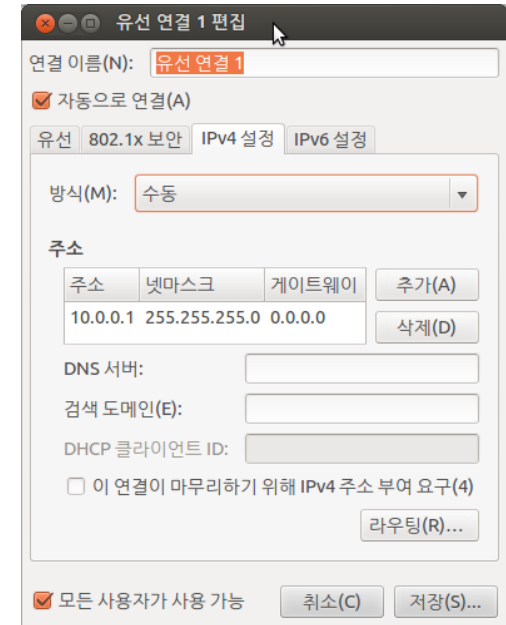 유선 연결 1 편집
연결 이름(N): 유선 연결 1
자동으로 연결(A)
유선 802.1x 보안 IPv4 설정 IPv6 설정
방식(M): 수동
주소
주소 넷마스크 게이트웨이 추가(A)
10.0.0.1 255.255.255.0 0.0.0.0 삭제(D)
DNS 서버:
검색 도메인(E):
DHCP 클라이언트 ID:
이 연결이 마무리하기 위해 IPv4 주소 부여 요구(4)
라우팅(R)...
모든 사용자가 사용 가능 취소(C) 저장(S)...